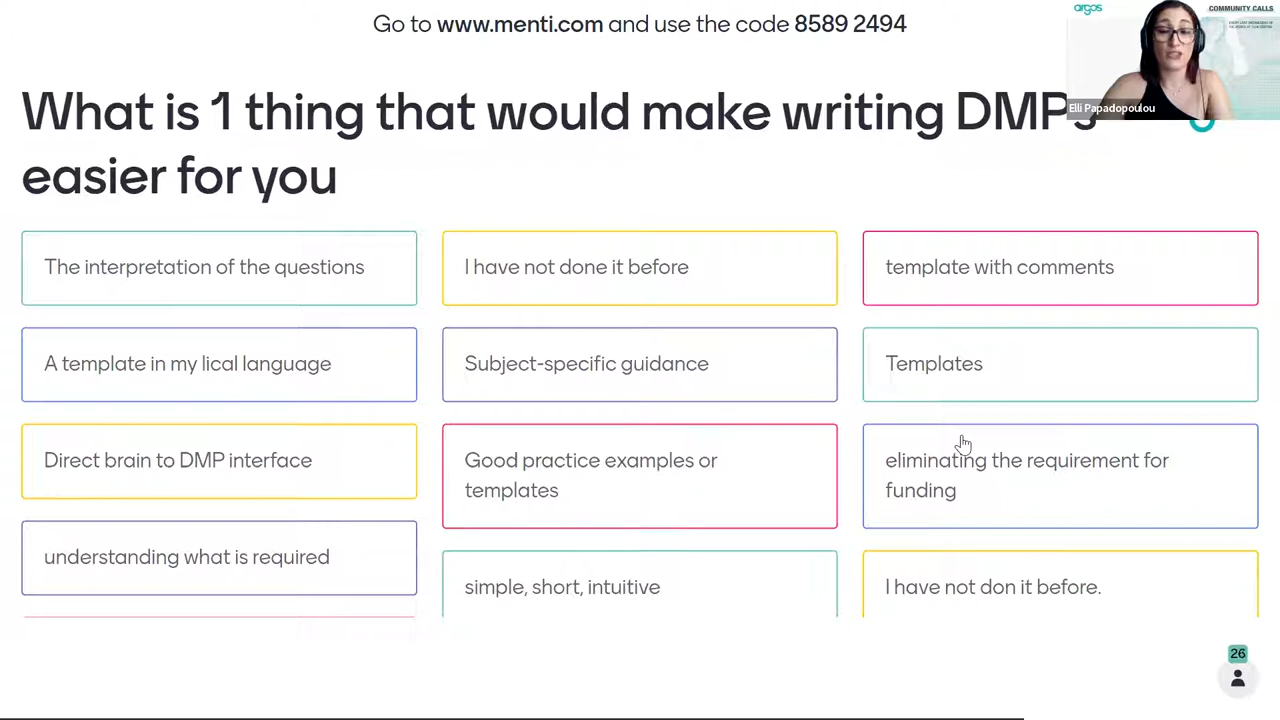 Go to www.menti.com and use the code 8589 2494
argos
COMMUNITY CALLS
Elli Papadopoulou
What is 1 thing that would make writing DMPs
easier for you
The interpretation of the questions
I have not done it before
template with comments
A template in my lical language
Subject-specific guidance
Templates
Direct brain to DMP interface
Good practice examples or
templates
eliminating the requirement for
funding
understanding what is required
simple, short, intuitive
I have not don it before.
26